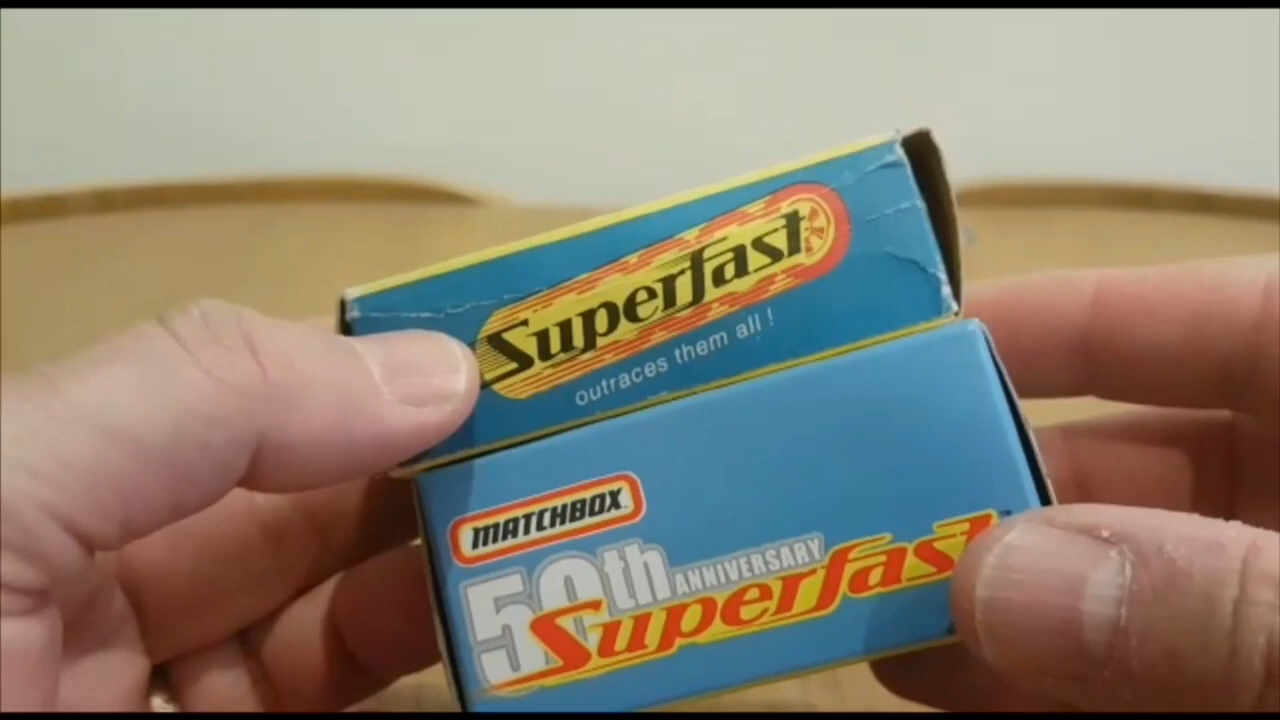 Superfast
outraces them all !
MATCHBOX
50th ANNIVERSARY
Superfast